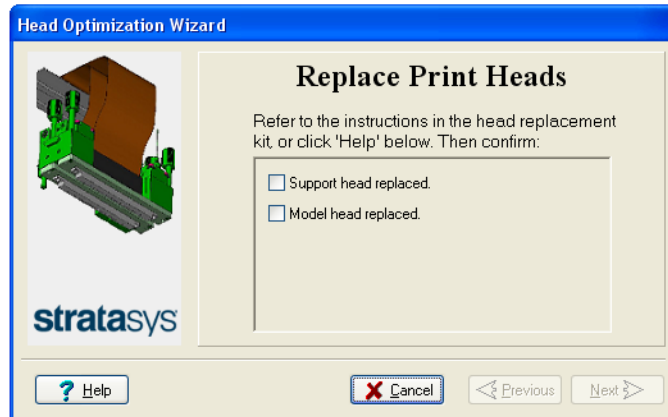 Head Optimization Wizard
Replace Print Heads
Refer to the instructions in the head replacement
kit, or click 'Help' below. Then confirm:
Support head replaced.
Model head replaced.
stratasys
? Help
Cancel
Previous
Next